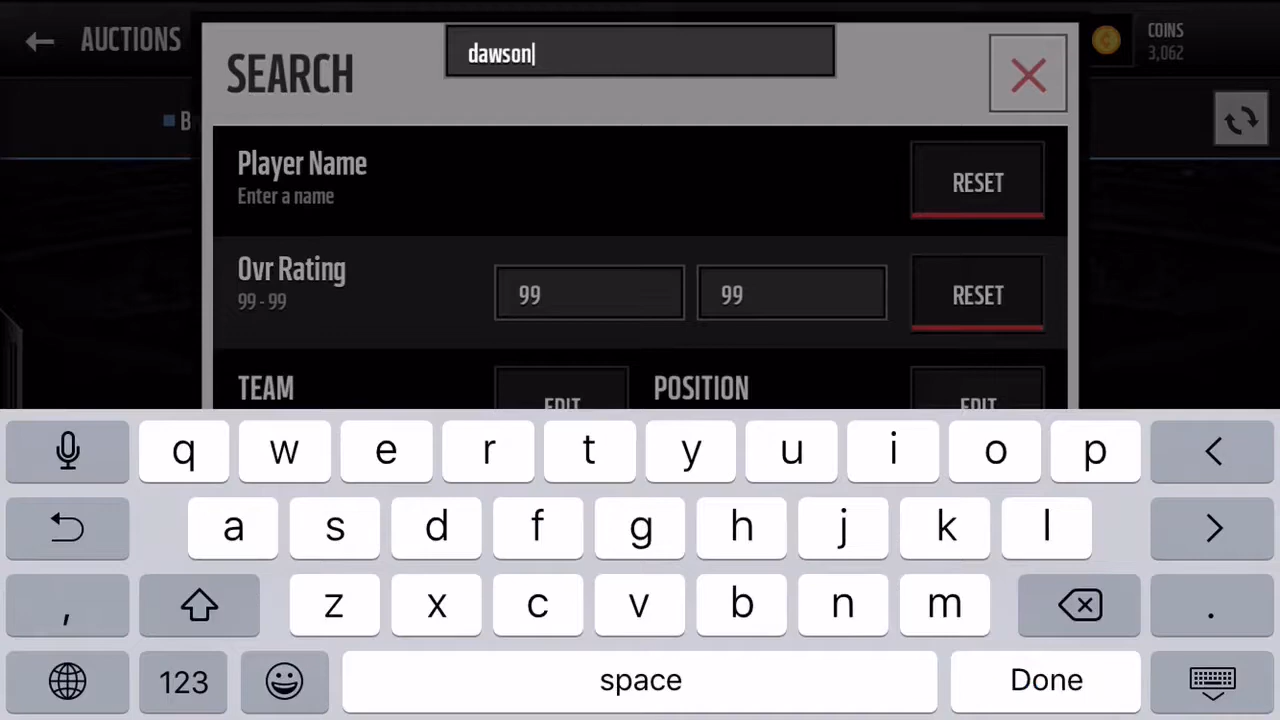 AUCTIONS
SEARCH
dawson
COINS
3,062
B
Player Name
Enter a name
RESET
Ovr Rating
99 - 99
99
99
RESET
TEAM
EDIT
POSITION
EDIT
q w e r t y u i o p <
a s d f g h j k l >
, z x c v b n m .
123 space Done